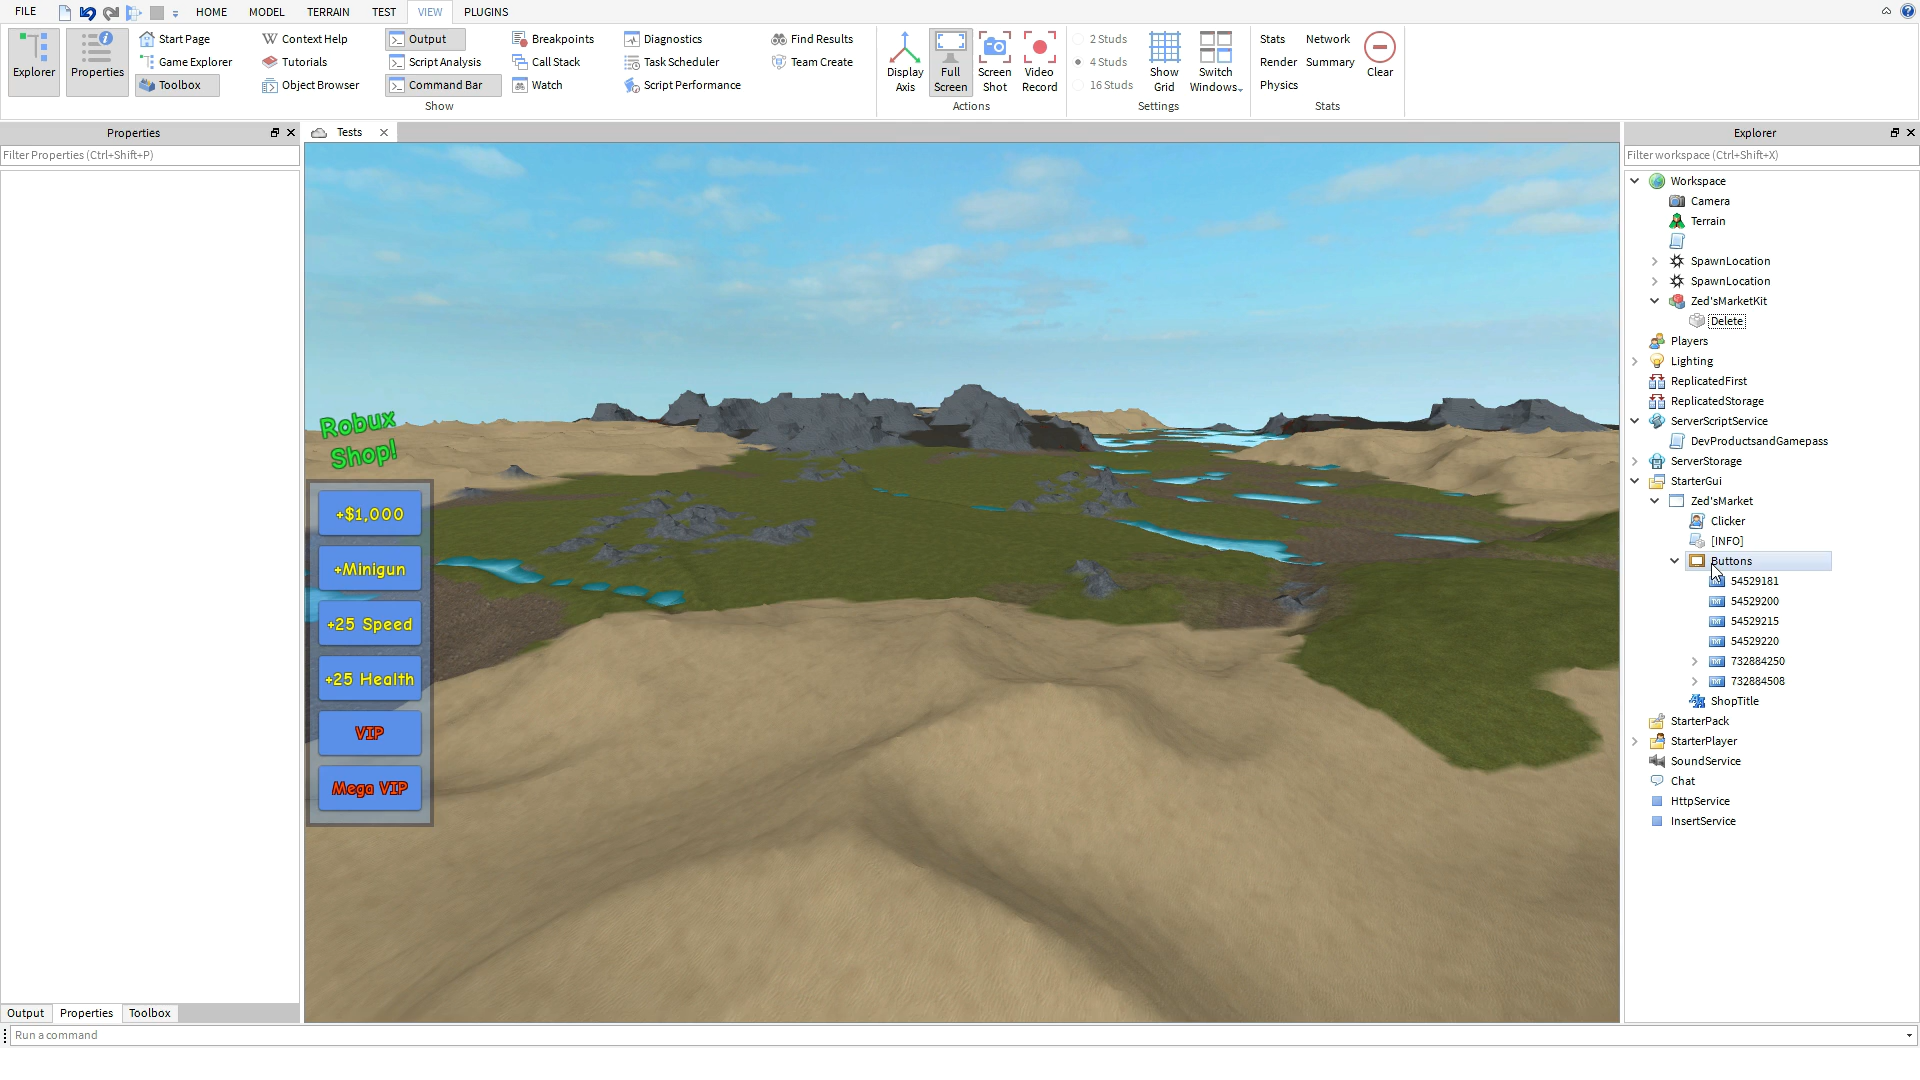 FILE
HOME
MODEL
TERRAIN
TEST
VIEW
PLUGINS
Explorer
Properties
Start Page
Game Explorer
Toolbox
Context Help
Tutorials
Object Browser
Output
Script Analysis
Command Bar
Breakpoints
Call Stack
Watch
Diagnostics
Task Scheduler
Script Performance
Find Results
Team Create
Show
Display
Axis
Full
Screen
Screen
Shot
Video
Record
Actions
2 Studs
4 Studs
16 Studs
Show
Grid
Switch
Windows
Settings
Stats
Network
Render
Summary
Physics
Clear
Stats
Properties
Filter Properties (Ctrl+Shift+P)
Tests
Robux
Shop!
+$1,000
+Minigun
+25 Speed
+25 Health
VIP
Mega VIP
Explorer
Filter workspace (Ctrl+Shift+X)
Workspace
Camera
Terrain
SpawnLocation
SpawnLocation
Zed'sMarketKit
Delete
Players
Lighting
ReplicatedFirst
ReplicatedStorage
ServerScriptService
DevProductsandGamepass
ServerStorage
StarterGui
Zed'sMarket
Clicker
[INFO]
Buttons
54529181
54529200
54529215
54529220
732884250
732884508
ShopTitle
StarterPack
StarterPlayer
SoundService
Chat
HttpService
InsertService
Output
Properties
Toolbox
Run a command